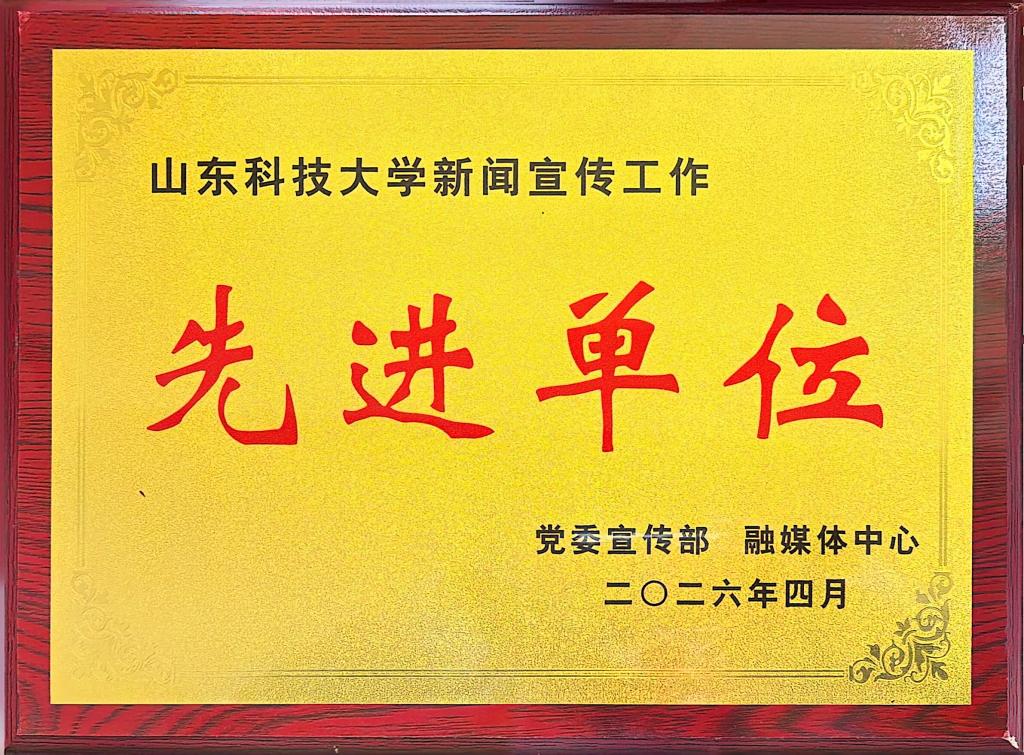 山东科技大学新闻宣传工作
先进单位
党委宣传部 融媒体中心
二〇二六年四月